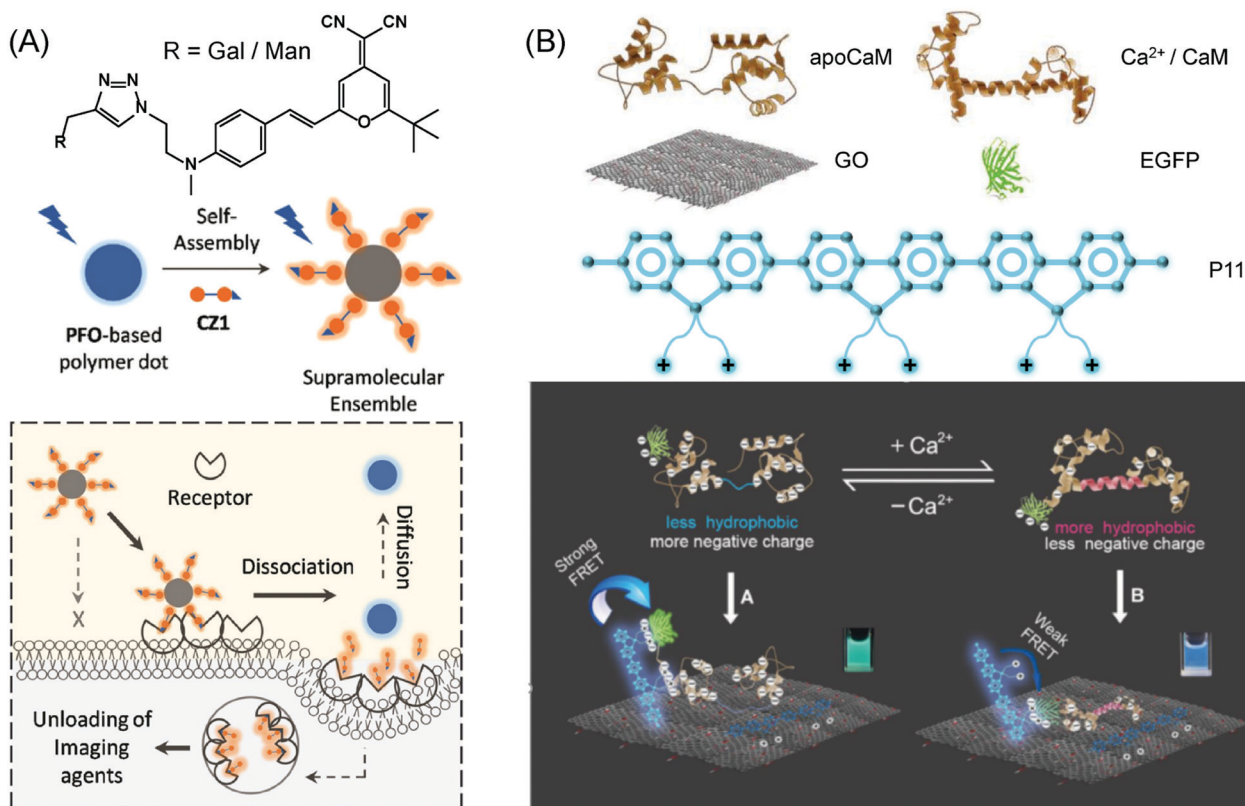 (A)
CN CN
R = Gal / Man
N
N
N
R
N
O
Self-
Assembly
CZ1
PFO-based
polymer dot
Supramolecular
Ensemble
Receptor
X
Dissociation
Diffusion
Unloading of
Imaging
agents
(B)
apoCaM
Ca²⁺ / CaM
GO
EGFP
P11
+ + + + + +
+ Ca²⁺
− Ca²⁺
less hydrophobic
more negative charge
more hydrophobic
less negative charge
Strong
FRET
A
B
Weak
FRET